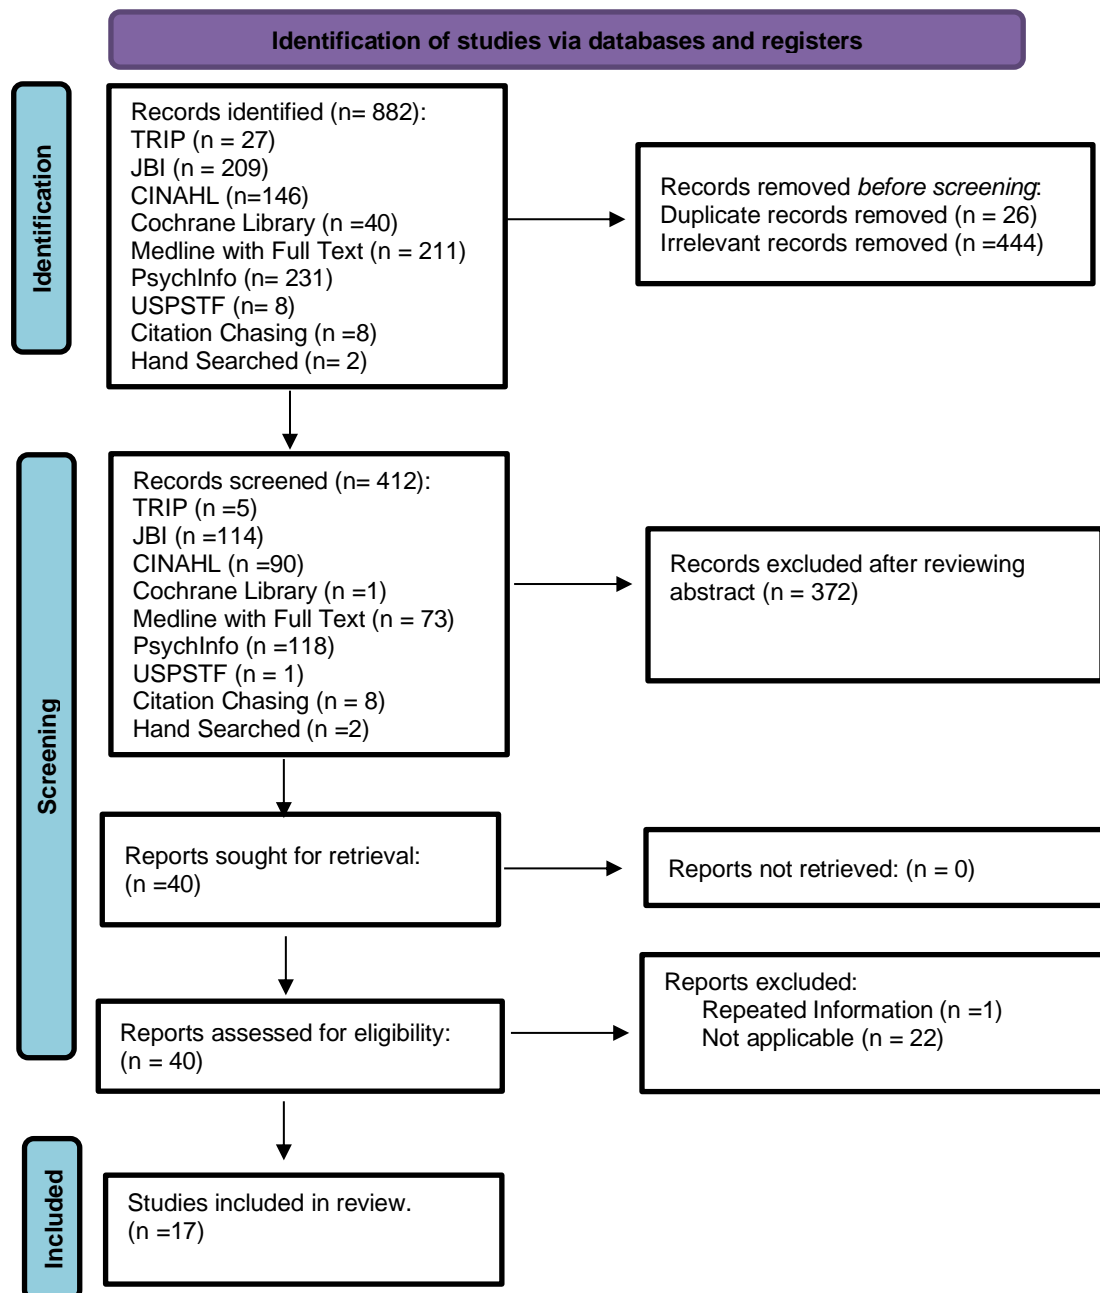 Identification of studies via databases and registers
Identification
Records identified (n= 882):
TRIP (n = 27)
JBI (n = 209)
CINAHL (n=146)
Cochrane Library (n =40)
Medline with Full Text (n = 211)
PsychInfo (n= 231)
USPSTF (n= 8)
Citation Chasing (n =8)
Hand Searched (n= 2)
Records removed before screening:
Duplicate records removed (n = 26)
Irrelevant records removed (n =444)
Screening
Records screened (n= 412):
TRIP (n =5)
JBI (n =114)
CINAHL (n =90)
Cochrane Library (n =1)
Medline with Full Text (n = 73)
PsychInfo (n =118)
USPSTF (n = 1)
Citation Chasing (n = 8)
Hand Searched (n =2)
Records excluded after reviewing
abstract (n = 372)
Reports sought for retrieval:
(n =40)
Reports not retrieved: (n = 0)
Reports assessed for eligibility:
(n = 40)
Reports excluded:
Repeated Information (n =1)
Not applicable (n = 22)
Included
Studies included in review.
(n =17)